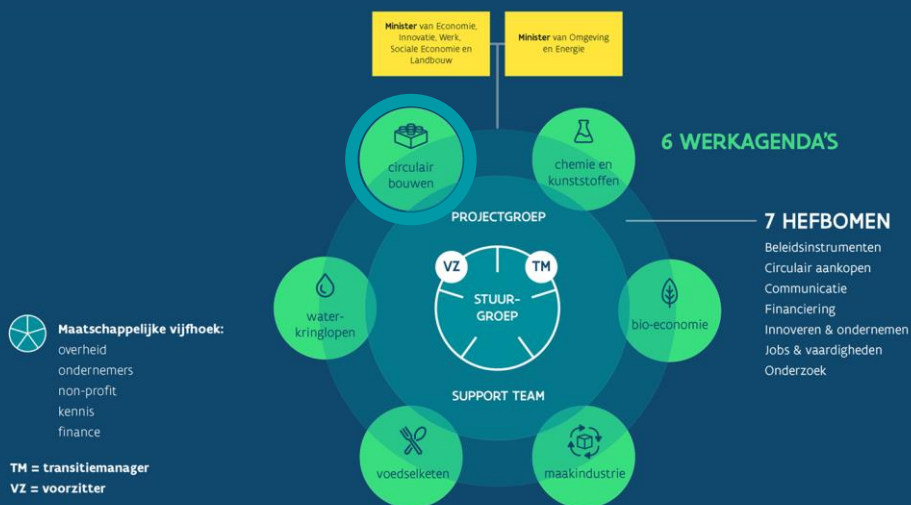 Minister van Economie,
Innovatie, Werk,
Sociale Economie en
Landbouw
Minister van Omgeving
en Energie
circulair
bouwen
chemie en
kunststoffen
6 WERKAGENDA'S
PROJECTGROEP
7 HEFBOMEN
Beleidsinstrumenten
Circulair aankopen
Communicatie
Financiering
Innoveren & ondernemen
Jobs & vaardigheden
Onderzoek
VZ
TM
STUUR-
GROEP
water-
kringlopen
bio-economie
Maatschappelijke vijfhoek:
overheid
ondernemers
non-profit
kennis
finance
SUPPORT TEAM
voedselketen
maakindustrie
TM = transitiemanager
VZ = voorzitter